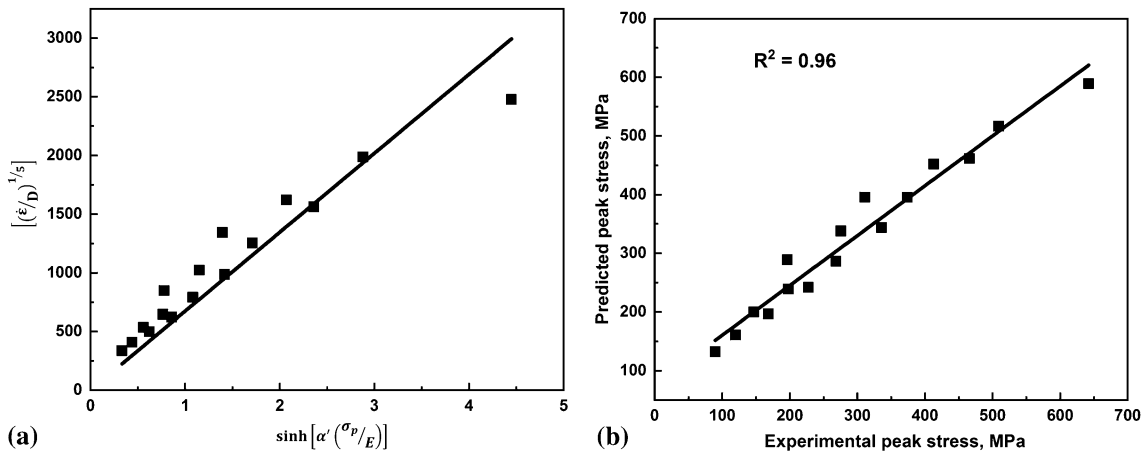 3000
2500
2000
1500
1000
500
0
[(ε̇/D)^1/s]
0 1 2 3 4 5
sinh[α′(σp/E)]
(a)
700
600
500
400
300
200
100
R² = 0.96
Predicted peak stress, MPa
0 100 200 300 400 500 600 700
Experimental peak stress, MPa
(b)